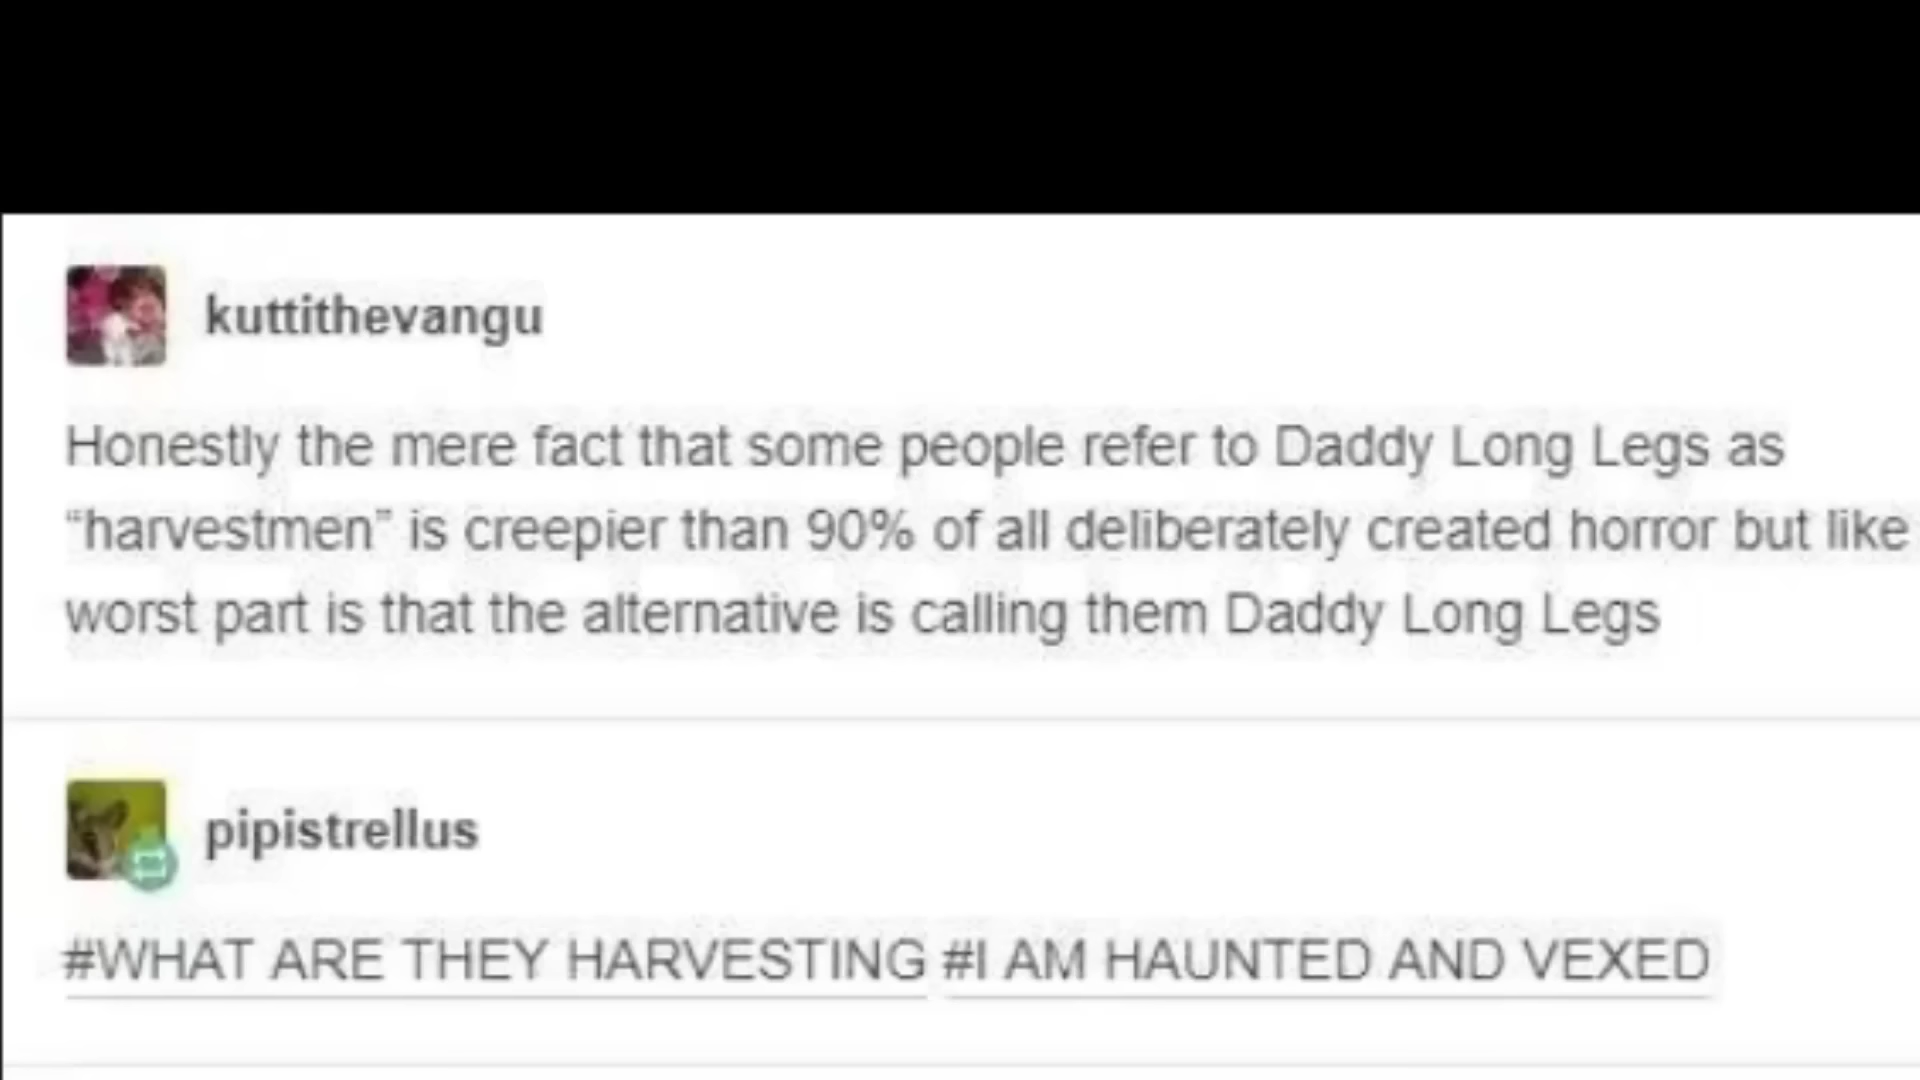 kuttithevangu
Honestly the mere fact that some people refer to Daddy Long Legs as
“harvestmen” is creepier than 90% of all deliberately created horror but like
worst part is that the alternative is calling them Daddy Long Legs
pipistrellus
#WHAT ARE THEY HARVESTING #I AM HAUNTED AND VEXED